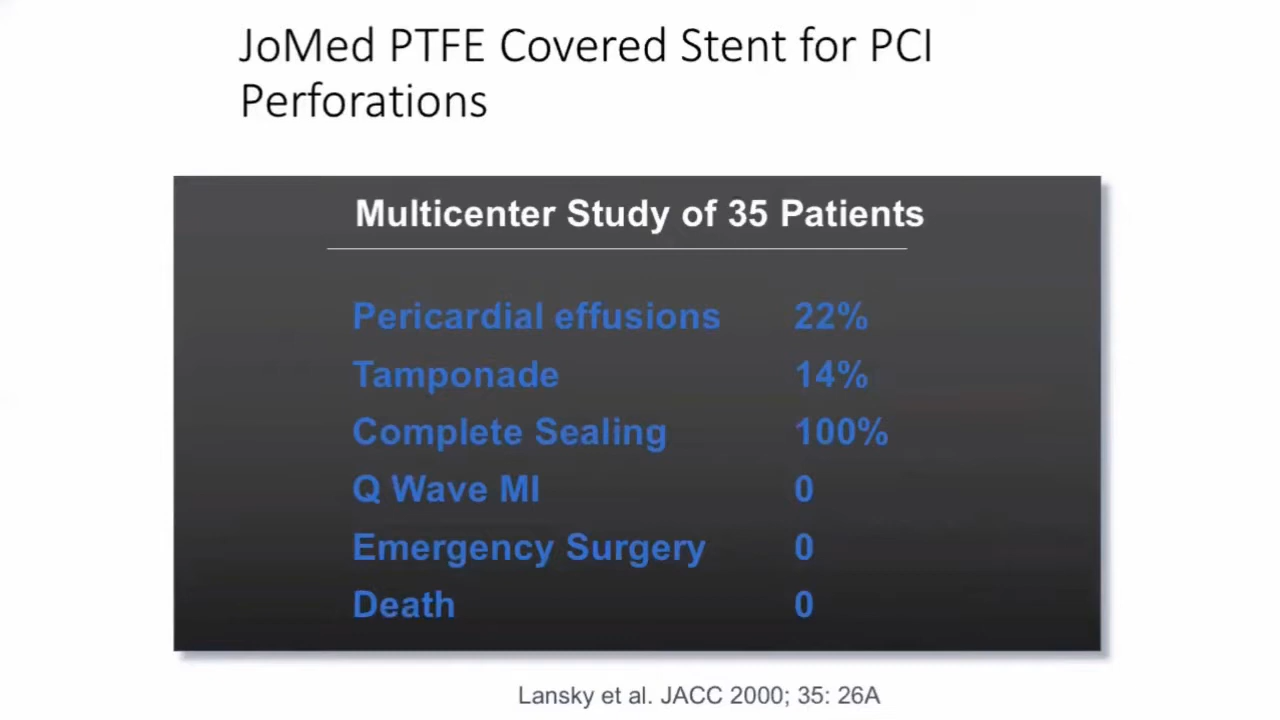 JoMed PTFE Covered Stent for PCI
Perforations
Multicenter Study of 35 Patients
Pericardial effusions 22%
Tamponade 14%
Complete Sealing 100%
Q Wave MI 0
Emergency Surgery 0
Death 0
Lansky et al. JACC 2000; 35: 26A